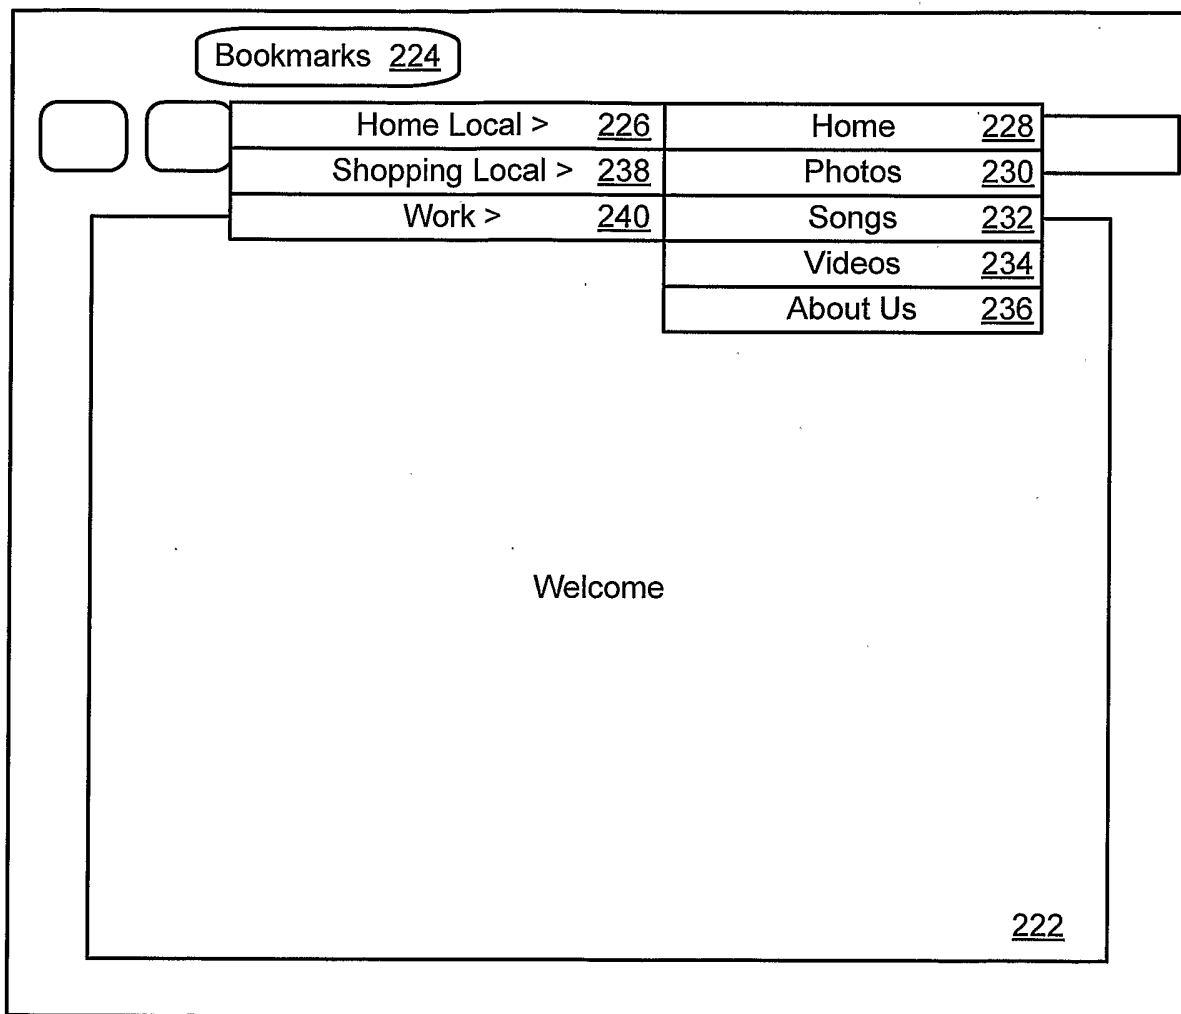 Bookmarks 224
Home Local > 226 Home 228
Shopping Local > 238 Photos 230
Work > 240 Songs 232
Videos 234
About Us 236
Welcome
222